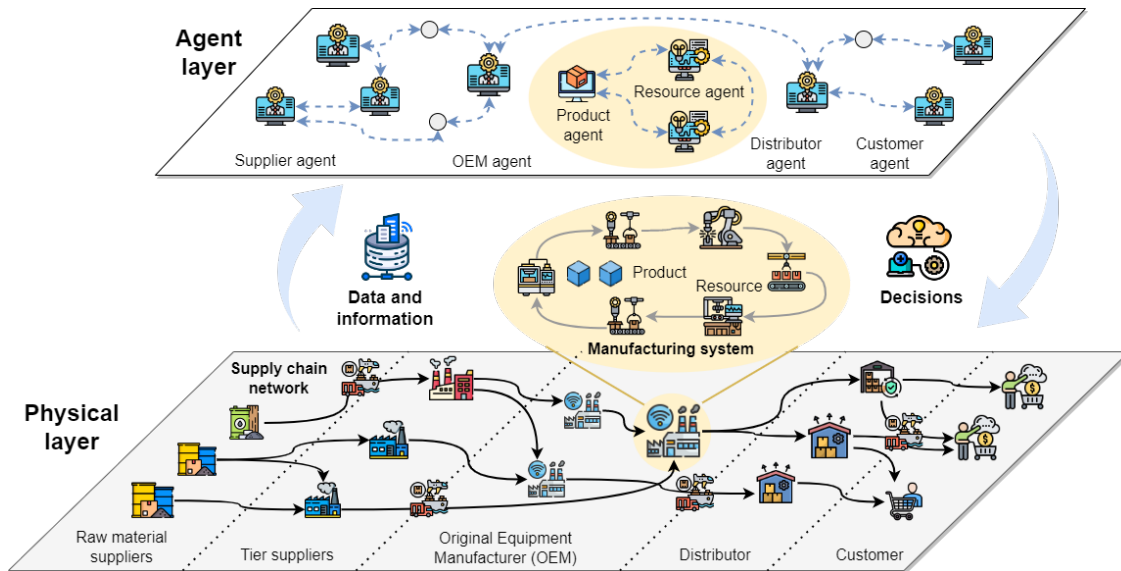 Agent
layer
Resource agent
Product
agent
Supplier agent
OEM agent
Distributor
agent
Customer
agent
Data and
information
Product
Resource
Manufacturing system
Decisions
Supply chain
network
Physical
layer
Raw material
suppliers
Tier suppliers
Original Equipment
Manufacturer (OEM)
Distributor
Customer